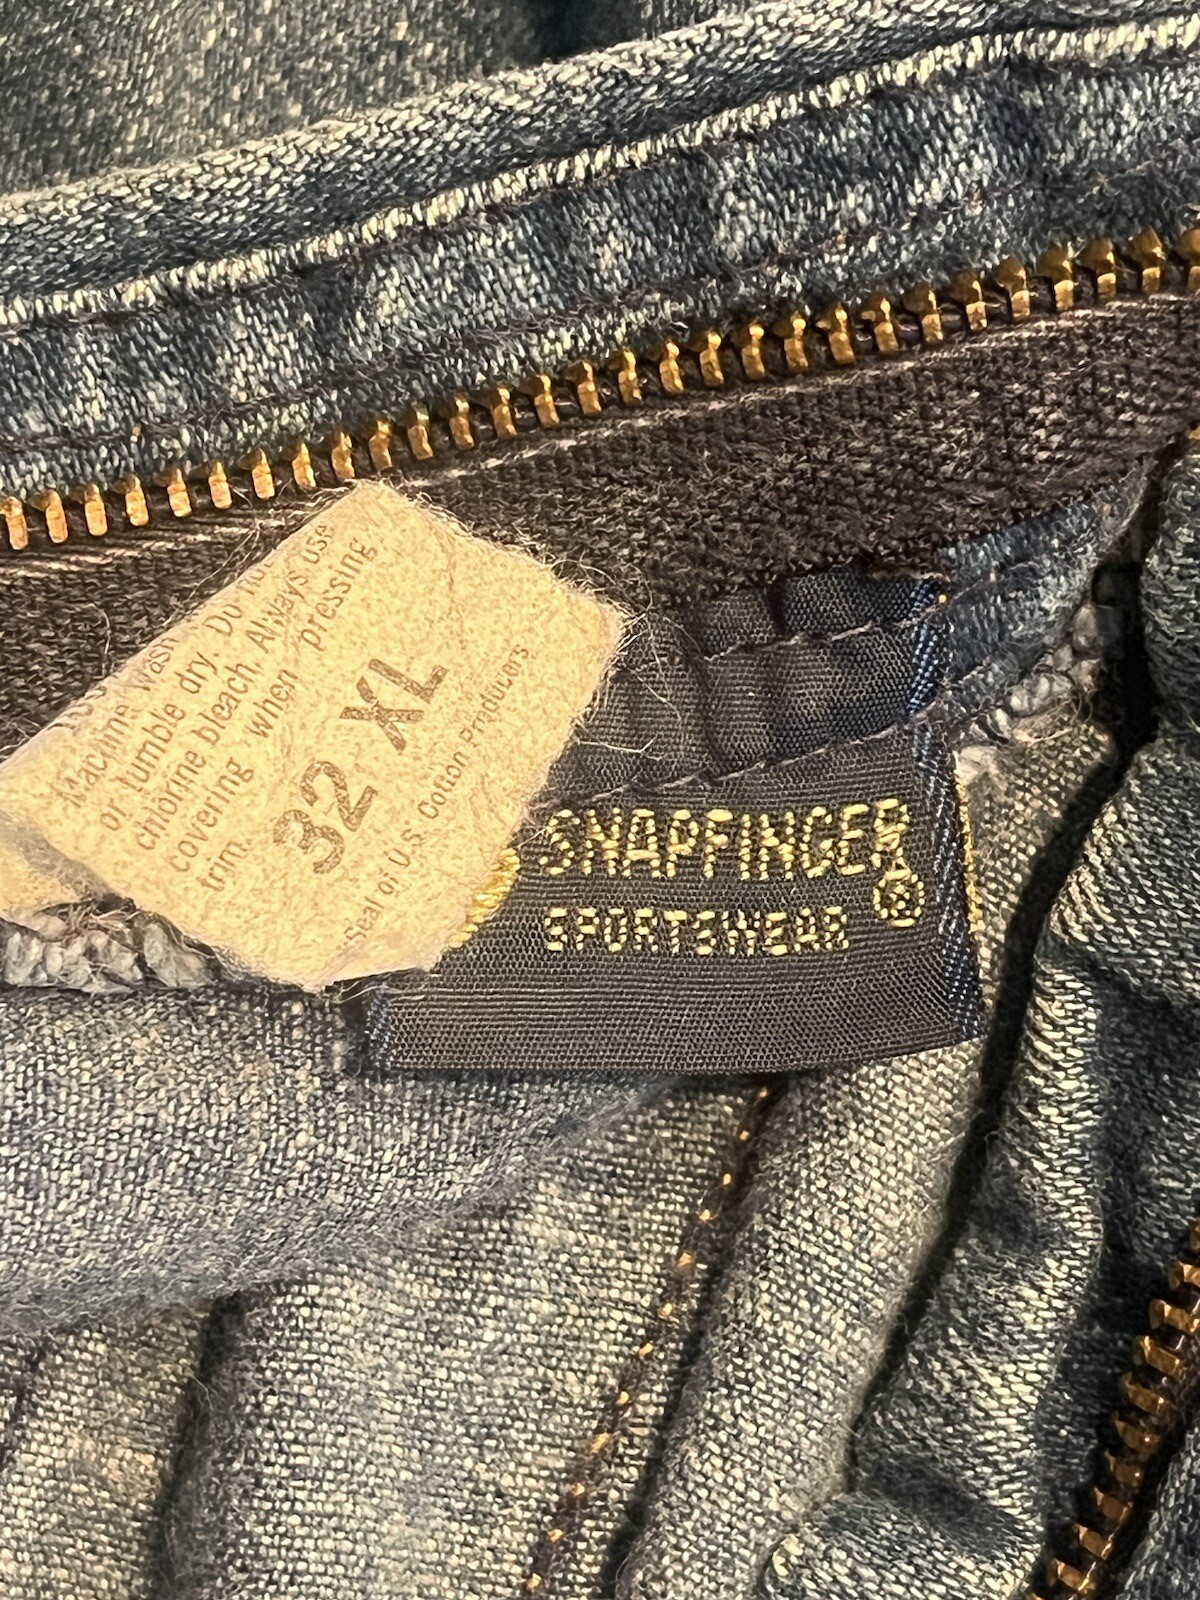 Machine wash
or tumble dry. Do
chlorine bleach. Always use
covering when pressing
trim.
32 XL
Seal of U.S. Cotton Producers
SNAPFINGER
SPORTSWEAR ®